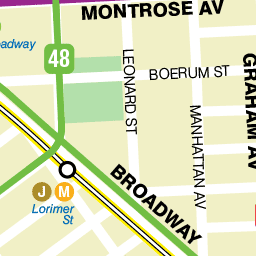 MONTROSE AV
oadway
48
BOERUM ST
LEONARD ST
MANHATTAN AV
GRAHAM AV
BROADWAY
J M
Lorimer
St